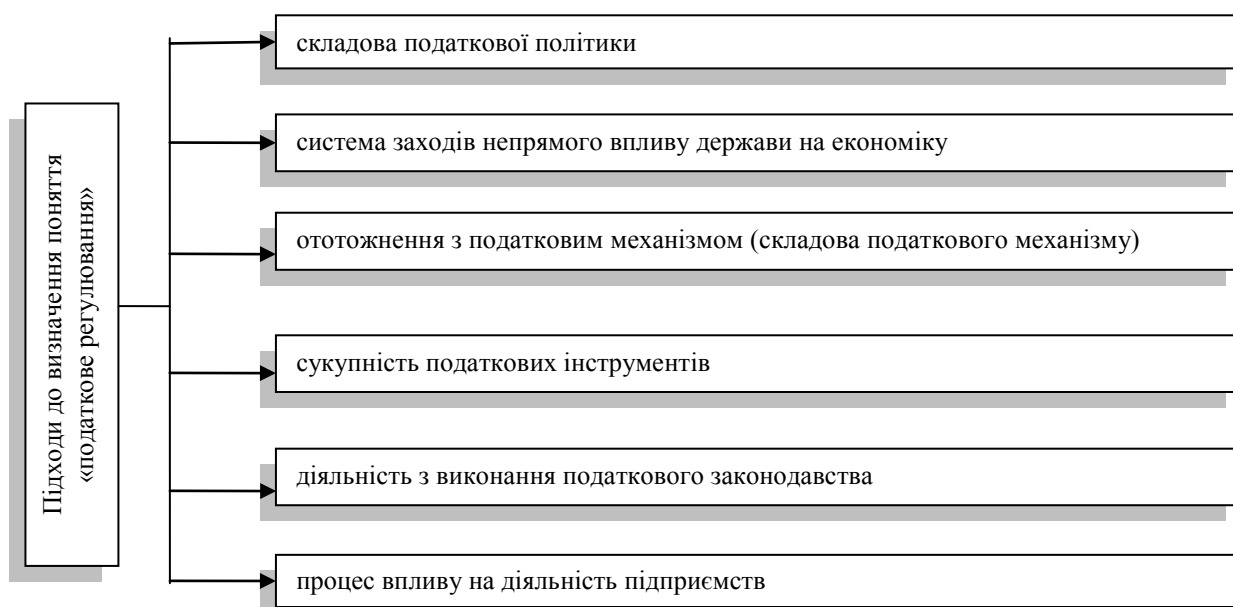 Підходи до визначення поняття
«податкове регулювання»
складова податкової політики
система заходів непрямого впливу держави на економіку
ототожнення з податковим механізмом (складова податкового механізму)
сукупність податкових інструментів
діяльність з виконання податкового законодавства
процес впливу на діяльність підприємств